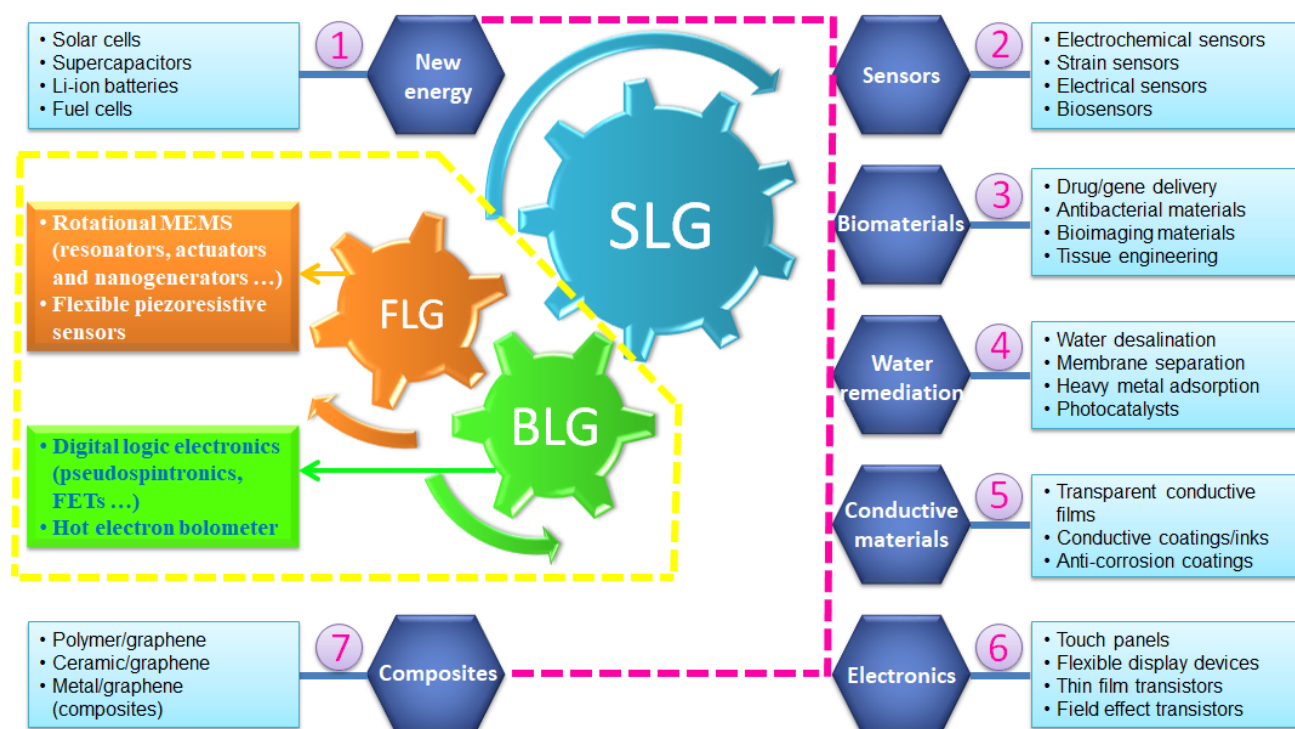 • Solar cells
• Supercapacitors
• Li-ion batteries
• Fuel cells
1
New
energy
SLG
Sensors
2
• Electrochemical sensors
• Strain sensors
• Electrical sensors
• Biosensors
• Rotational MEMS
(resonators, actuators
and nanogenerators …)
• Flexible piezoresistive
sensors
FLG
Biomaterials
3
• Drug/gene delivery
• Antibacterial materials
• Bioimaging materials
• Tissue engineering
Water
remediation
4
• Water desalination
• Membrane separation
• Heavy metal adsorption
• Photocatalysts
• Digital logic electronics
(pseudospintronics,
FETs …)
• Hot electron bolometer
BLG
Conductive
materials
5
• Transparent conductive
films
• Conductive coatings/inks
• Anti-corrosion coatings
• Polymer/graphene
• Ceramic/graphene
• Metal/graphene
(composites)
7
Composites
Electronics
6
• Touch panels
• Flexible display devices
• Thin film transistors
• Field effect transistors